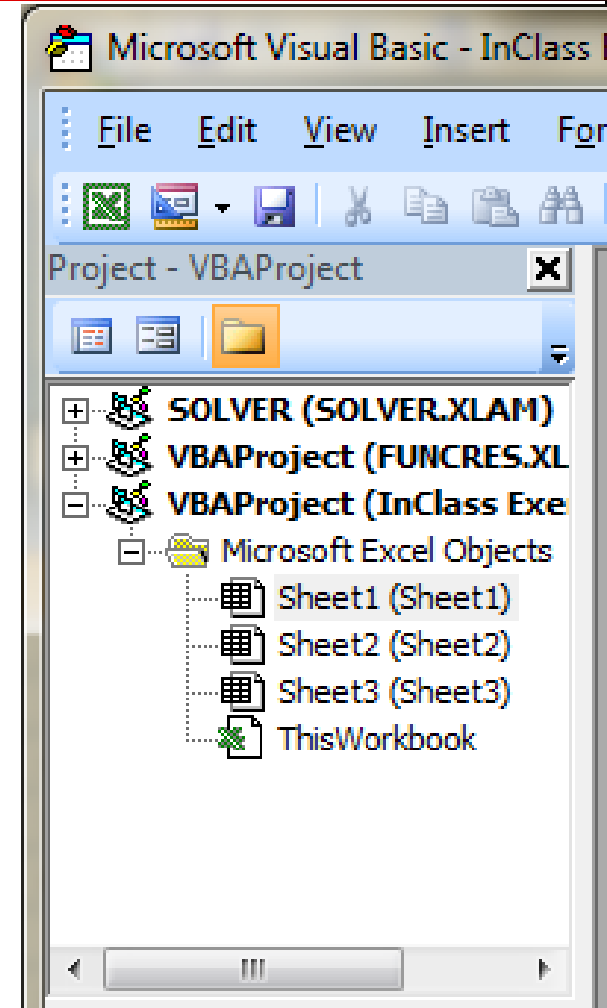 Microsoft Visual Basic - InClass
File Edit View Insert For
Project - VBAProject
SOLVER (SOLVER.XLAM)
VBAProject (FUNCRES.XL
VBAProject (InClass Exe
Microsoft Excel Objects
Sheet1 (Sheet1)
Sheet2 (Sheet2)
Sheet3 (Sheet3)
ThisWorkbook